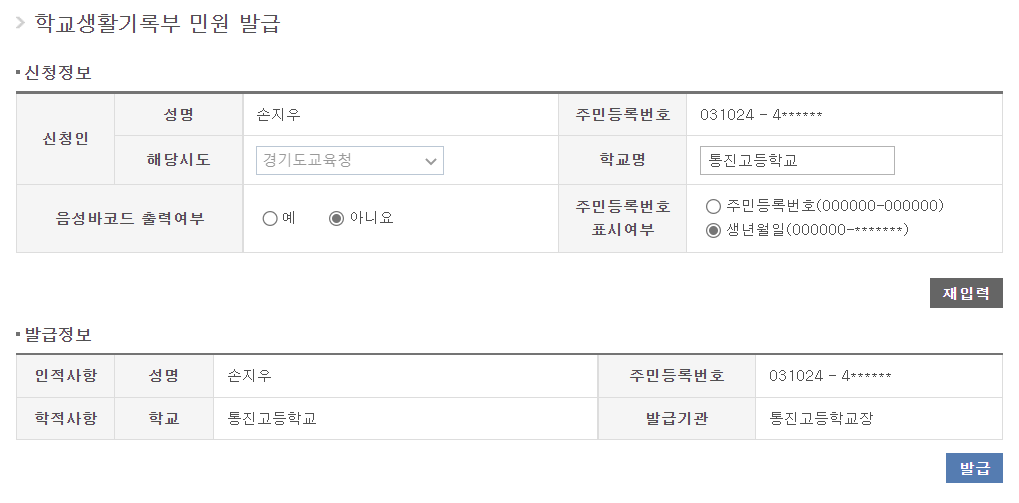 학교생활기록부 민원 발급
신청정보
신청인 성명 손지우 주민등록번호 031024 - 4******
해당시도 경기도교육청 학교명 통진고등학교
음성바코드 출력여부 예 아니요 주민등록번호 표시여부
주민등록번호(000000-000000)
생년월일(000000-*******)
재입력
발급정보
인적사항 성명 손지우 주민등록번호 031024 - 4******
학적사항 학교 통진고등학교 발급기관 통진고등학교장
발급